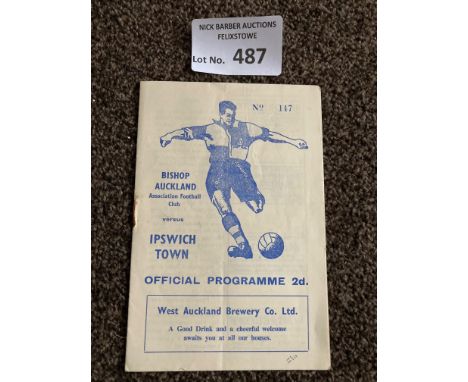 NICK BARBER AUCTIONS
FELIXSTOWE
Lot No. 487
Nº 147
BISHOP
AUCKLAND
Association Football
Club
versus
IPSWICH
TOWN
OFFICIAL PROGRAMME 2d.
West Auckland Brewery Co. Ltd.
A Good Drink and a cheerful welcome
awaits you at all our houses.